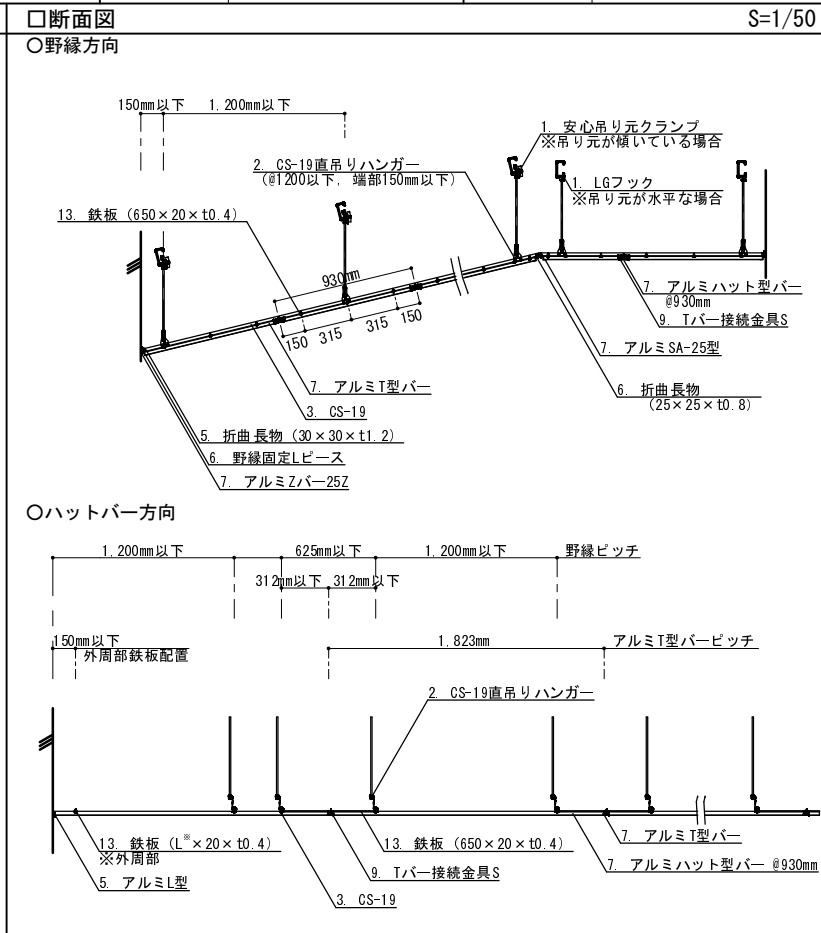 □断面図 S=1/50
○野縁方向
150mm以下 1,200mm以下
1. 安心吊り元クランプ
※吊り元が傾いている場合
2. CS-19直吊りハンガー
(@1200以下, 端部150mm以下)
1. LGフック
※吊り元が水平な場合
13. 鉄板 (650×20×t0.4)
930mm
7. アルミハット型バー
@930mm
9. Tバー接続金具S
150 315 315 150
7. アルミSA-25型
7. アルミT型バー
6. 折曲長物
(25×25×t0.8)
3. CS-19
5. 折曲長物 (30×30×t1.2)
6. 野縁固定Lピース
7. アルミZバー25Z
○ハットバー方向
1,200mm以下 625mm以下 1,200mm以下 野縁ピッチ
312mm以下 312mm以下
150mm以下 1,823mm アルミT型バーピッチ
外周部鉄板配置
2. CS-19直吊りハンガー
13. 鉄板 (L※×20×t0.4) 13. 鉄板 (650×20×t0.4) 7. アルミT型バー
※外周部
9. Tバー接続金具S 7. アルミハット型バー @930mm
5. アルミL型
3. CS-19